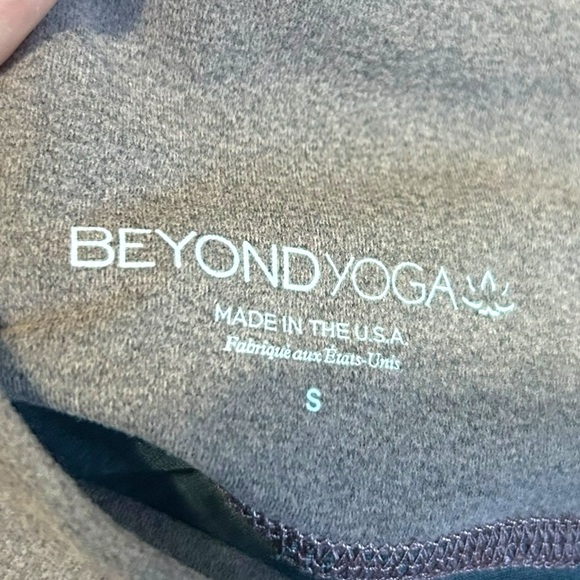 BEYOND YOGA
MADE IN THE U.S.A.
Fabriqué aux États-Unis
S